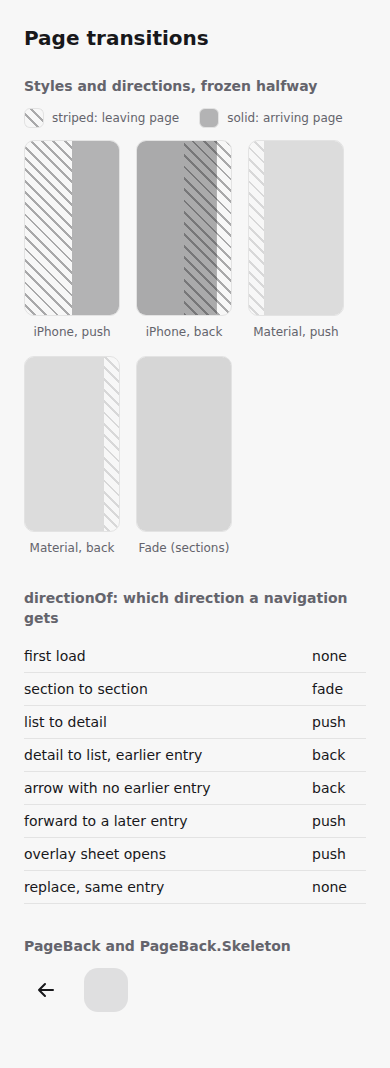 Page transitions
Styles and directions, frozen halfway
striped: leaving page solid: arriving page
iPhone, push iPhone, back Material, push
Material, back Fade (sections)
directionOf: which direction a navigation
gets
first load none
section to section fade
list to detail push
detail to list, earlier entry back
arrow with no earlier entry back
forward to a later entry push
overlay sheet opens push
replace, same entry none
PageBack and PageBack.Skeleton